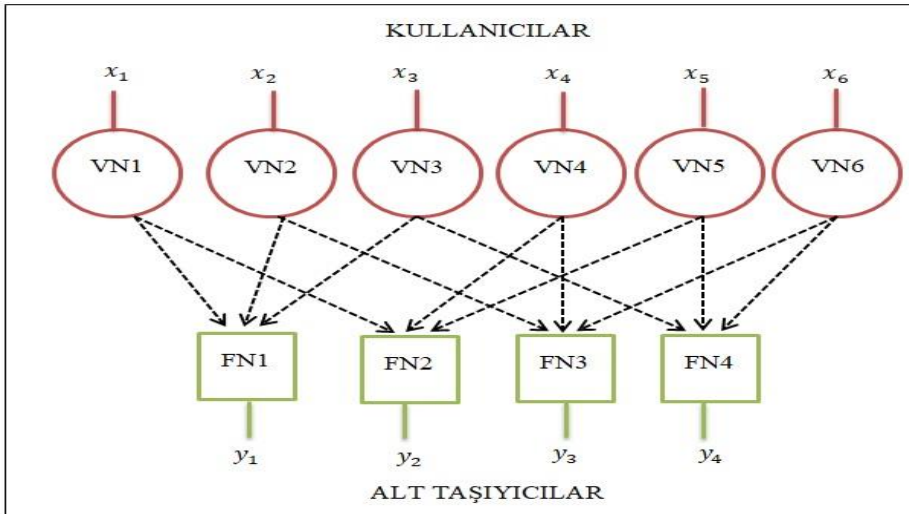 KULLANICILAR
x₁ x₂ x₃ x₄ x₅ x₆
VN1 VN2 VN3 VN4 VN5 VN6
FN1 FN2 FN3 FN4
y₁ y₂ y₃ y₄
ALT TAŞIYICILAR